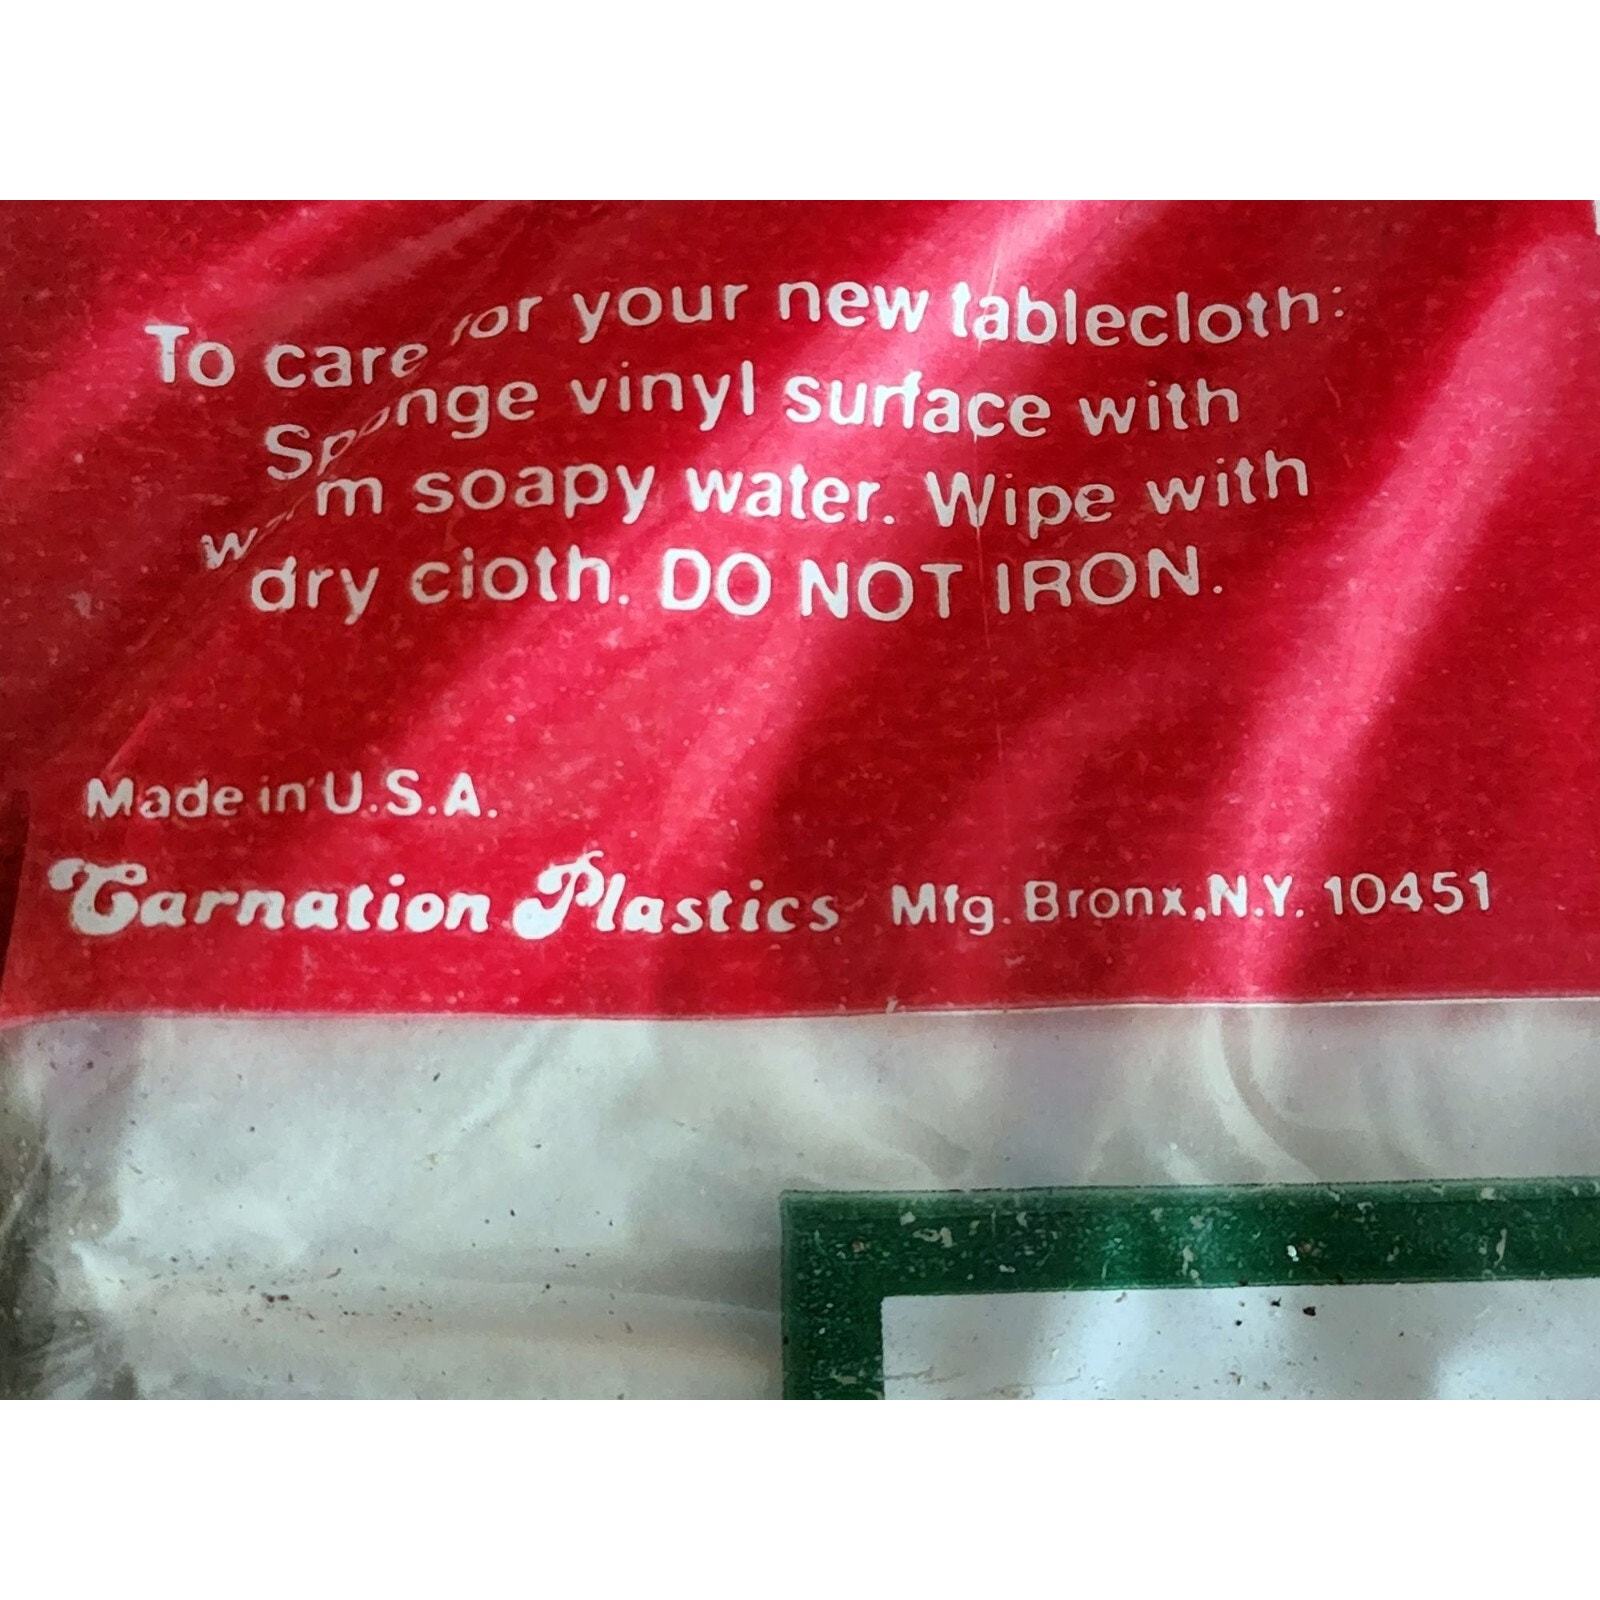 To care for your new tablecloth:
Sponge vinyl surface with
warm soapy water. Wipe with
dry cloth. DO NOT IRON.
Made in U.S.A.
Carnation Plastics Mfg. Bronx, N.Y. 10451